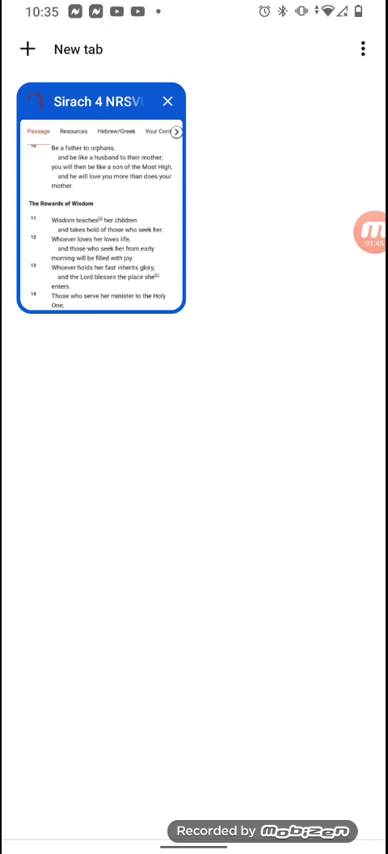 10:35
New tab
Sirach 4 NRSV
Passage Resources Hebrew/Greek Your Con
Be a father to orphans,
and be like a husband to their mother;
you will then be like a son of the Most High,
and he will love you more than does your
mother.
The Rewards of Wisdom
11 Wisdom teaches[a] her children
and takes hold of those who seek her.
12 Whoever loves her loves life,
and those who seek her from early
morning will be filled with joy.
13 Whoever holds her fast inherits glory,
and the Lord blesses the place she[b]
enters.
14 Those who serve her minister to the Holy
One;
01:45
Recorded by mobizen